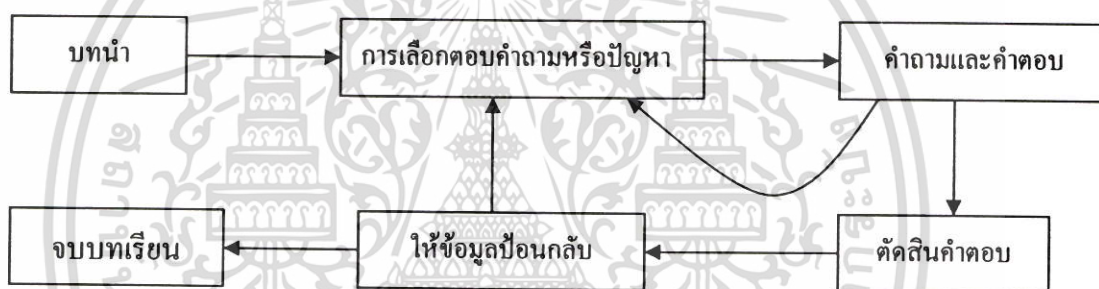 บทนำ
การเลือกตอบคำถามหรือปัญหา
คำถามและคำตอบ
จบบทเรียน
ให้ข้อมูลป้อนกลับ
ตัดสินคำตอบ